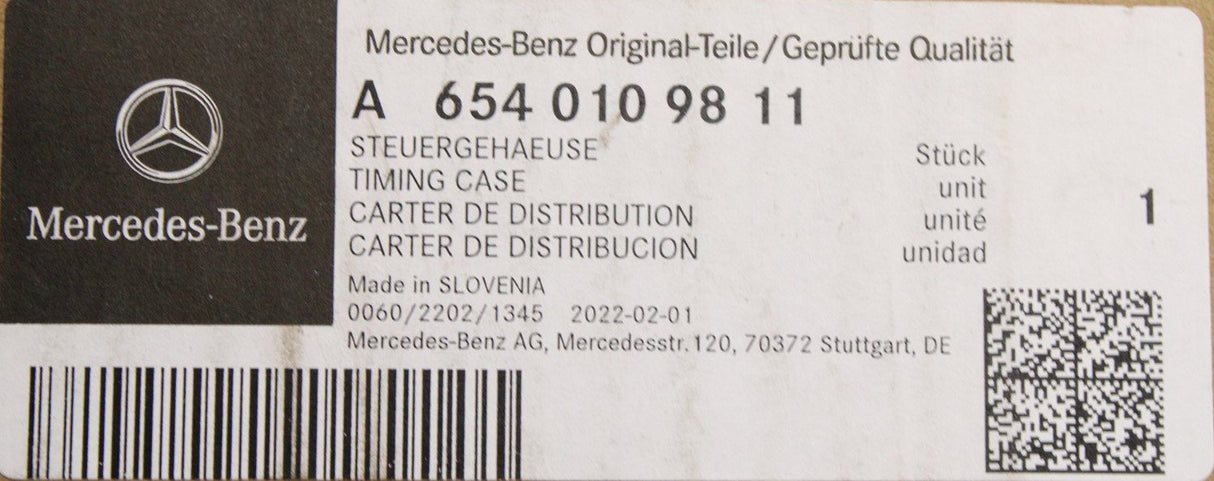 Mercedes-Benz Original-Teile/Geprüfte Qualität
A 654 010 98 11
STEUERGEHAEUSE Stück
TIMING CASE unit
CARTER DE DISTRIBUTION unité
CARTER DE DISTRIBUCION unidad
1
Mercedes-Benz
Made in SLOVENIA
0060/2202/1345 2022-02-01
Mercedes-Benz AG, Mercedesstr.120, 70372 Stuttgart, DE